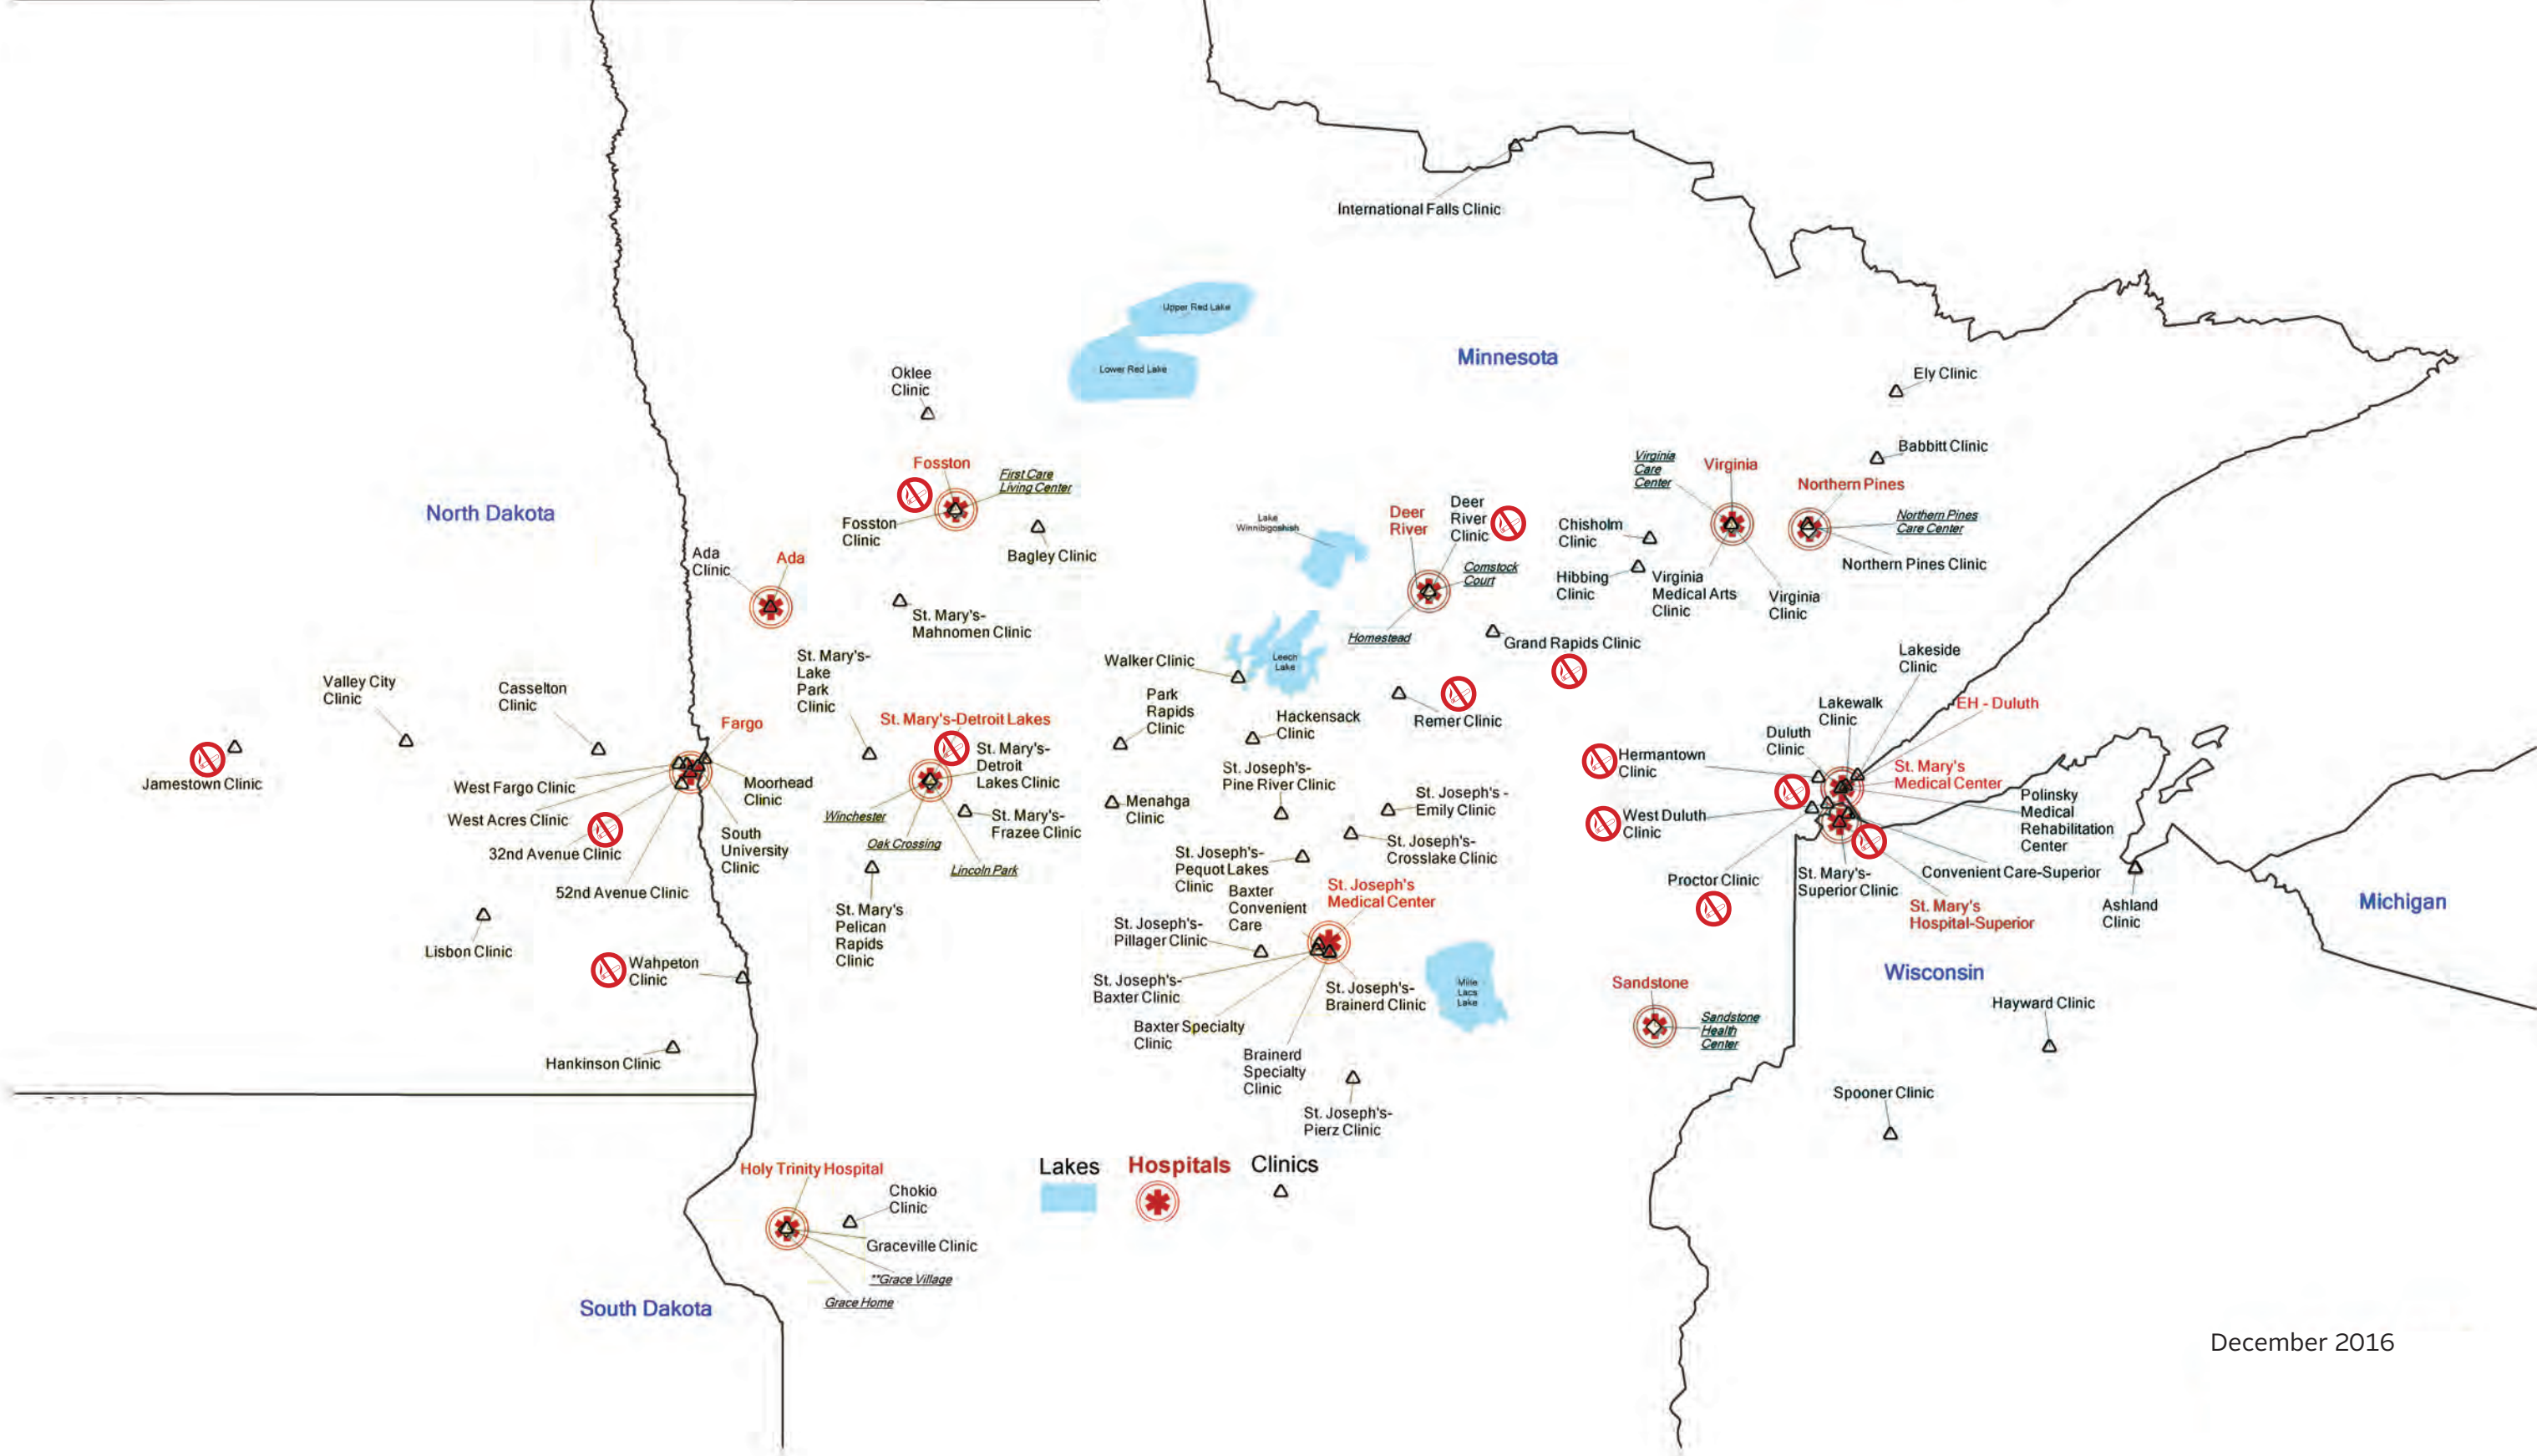 International Falls Clinic
Upper Red Lake
Lower Red Lake
Minnesota
Oklee
Clinic
Ely Clinic
Babbitt Clinic
Fosston
First Care
Living Center
Fosston
Clinic
Bagley Clinic
North Dakota
Ada
Clinic
Ada
St. Mary's-
Mahnomen Clinic
Lake
Winnibigoshish
Deer
River
Deer
River
Clinic
Comstock
Court
Homestead
Grand Rapids Clinic
Virginia
Care
Center
Virginia
Northern Pines
Northern Pines
Care Center
Northern Pines Clinic
Chisholm
Clinic
Hibbing
Clinic
Virginia
Medical Arts
Clinic
Virginia
Clinic
Valley City
Clinic
Casselton
Clinic
Jamestown Clinic
Fargo
West Fargo Clinic
West Acres Clinic
32nd Avenue Clinic
52nd Avenue Clinic
Moorhead
Clinic
South
University
Clinic
Lisbon Clinic
Wahpeton
Clinic
Hankinson Clinic
St. Mary's-
Lake
Park
Clinic
St. Mary's-Detroit Lakes
St. Mary's-
Detroit
Lakes Clinic
Winchester
Oak Crossing
Lincoln Park
St. Mary's-
Frazee Clinic
St. Mary's
Pelican
Rapids
Clinic
Walker Clinic
Leech
Lake
Park
Rapids
Clinic
Hackensack
Clinic
Remer Clinic
Menahga
Clinic
St. Joseph's-
Pine River Clinic
St. Joseph's -
Emily Clinic
St. Joseph's-
Crosslake Clinic
St. Joseph's-
Pequot Lakes
Clinic
Baxter
Convenient
Care
St. Joseph's
Medical Center
St. Joseph's-
Pillager Clinic
St. Joseph's-
Baxter Clinic
Baxter Specialty
Clinic
Brainerd
Specialty
Clinic
St. Joseph's-
Brainerd Clinic
Mille
Lacs
Lake
St. Joseph's-
Pierz Clinic
Lakeside
Clinic
Lakewalk
Clinic
EH - Duluth
Duluth
Clinic
Hermantown
Clinic
St. Mary's
Medical Center
Polinsky
Medical
Rehabilitation
Center
West Duluth
Clinic
Proctor Clinic
St. Mary's-
Superior Clinic
Convenient Care-Superior
St. Mary's
Hospital-Superior
Ashland
Clinic
Michigan
Wisconsin
Sandstone
Sandstone
Health
Center
Hayward Clinic
Spooner Clinic
Holy Trinity Hospital
Chokio
Clinic
Graceville Clinic
**Grace Village
Grace Home
South Dakota
Lakes Hospitals Clinics
December 2016